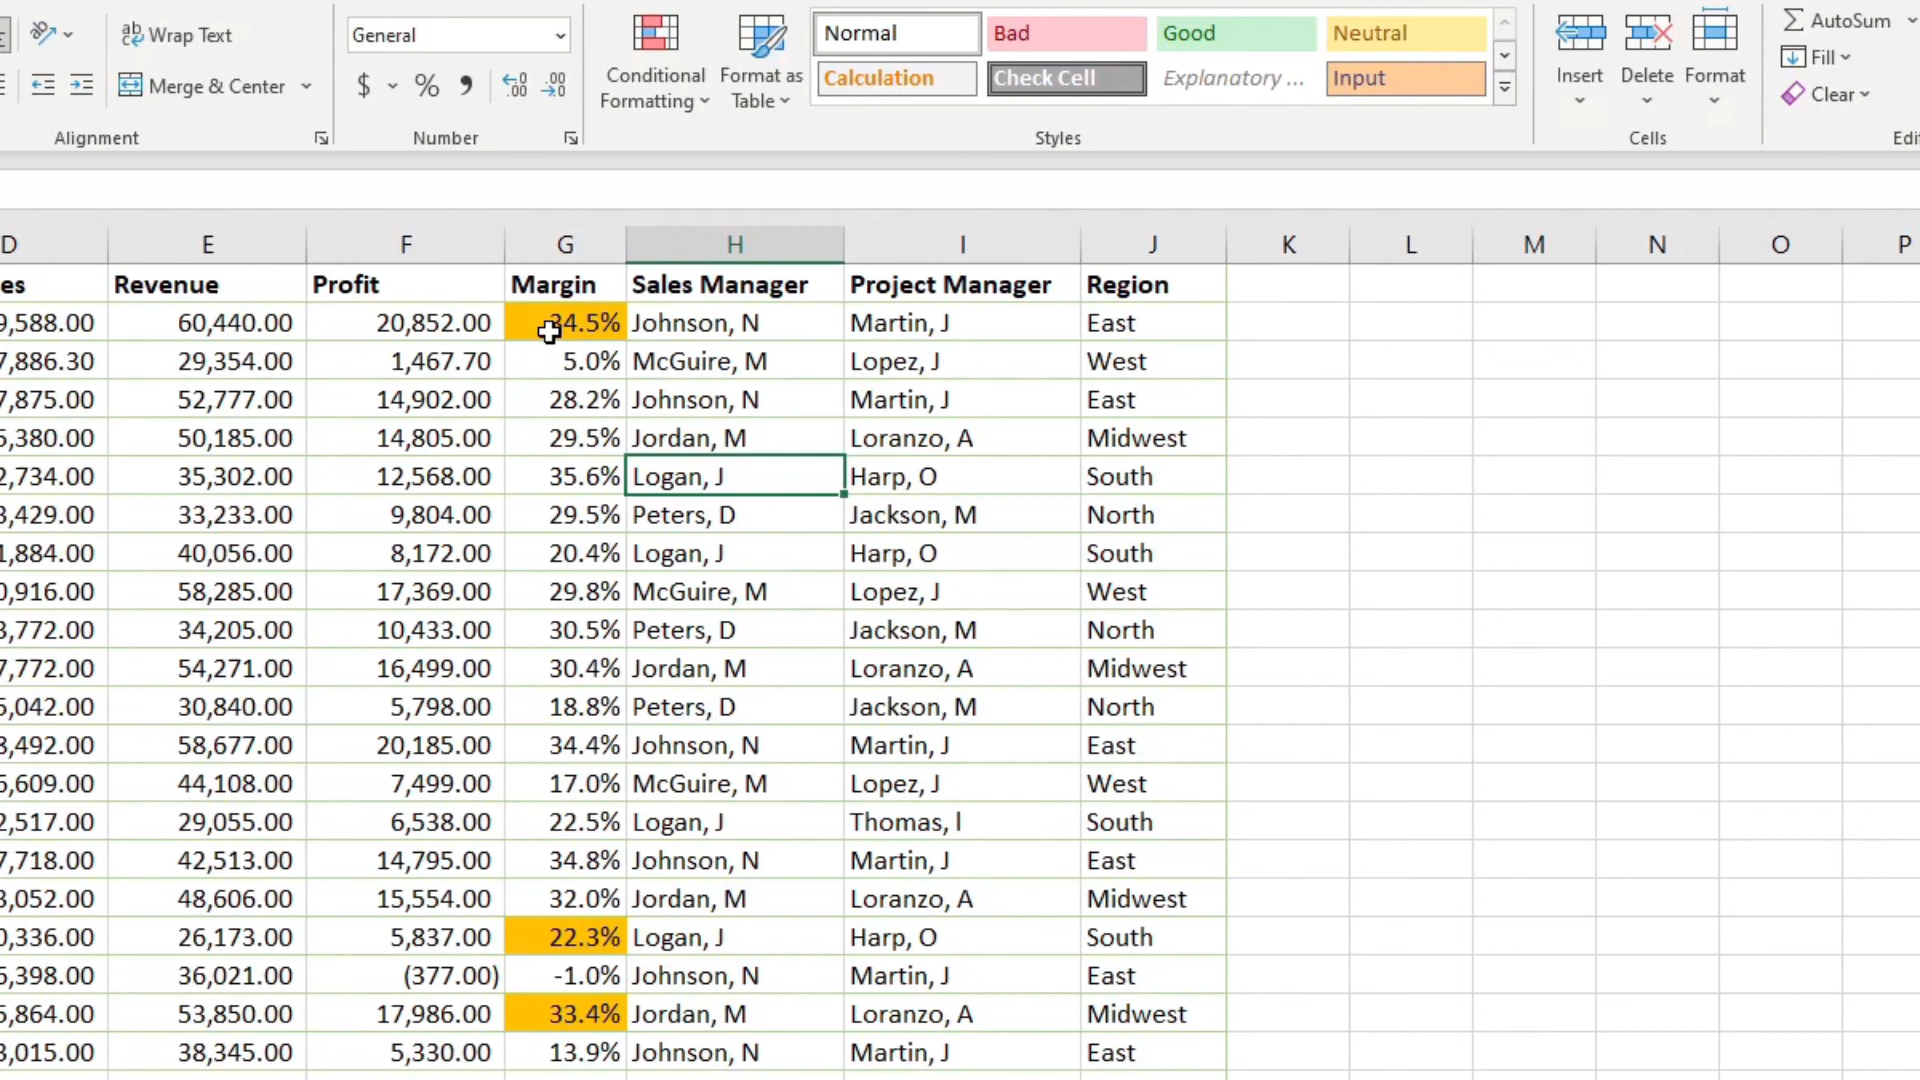 ab Wrap Text
General
Merge & Center
$ % 9 .00 .00
Alignment
Number
Conditional Formatting
Format as Table
Normal Bad Good Neutral
Calculation Check Cell Explanatory ... Input
Styles
Insert Delete Format
Cells
AutoSum
Fill
Clear
D E F G H I J K L M N O P
es Revenue Profit Margin Sales Manager Project Manager Region
9,588.00 60,440.00 20,852.00 34.5% Johnson, N Martin, J East
7,886.30 29,354.00 1,467.70 5.0% McGuire, M Lopez, J West
7,875.00 52,777.00 14,902.00 28.2% Johnson, N Martin, J East
5,380.00 50,185.00 14,805.00 29.5% Jordan, M Loranzo, A Midwest
2,734.00 35,302.00 12,568.00 35.6% Logan, J Harp, O South
3,429.00 33,233.00 9,804.00 29.5% Peters, D Jackson, M North
1,884.00 40,056.00 8,172.00 20.4% Logan, J Harp, O South
0,916.00 58,285.00 17,369.00 29.8% McGuire, M Lopez, J West
3,772.00 34,205.00 10,433.00 30.5% Peters, D Jackson, M North
7,772.00 54,271.00 16,499.00 30.4% Jordan, M Loranzo, A Midwest
5,042.00 30,840.00 5,798.00 18.8% Peters, D Jackson, M North
8,492.00 58,677.00 20,185.00 34.4% Johnson, N Martin, J East
6,609.00 44,108.00 7,499.00 17.0% McGuire, M Lopez, J West
2,517.00 29,055.00 6,538.00 22.5% Logan, J Thomas, l South
7,718.00 42,513.00 14,795.00 34.8% Johnson, N Martin, J East
3,052.00 48,606.00 15,554.00 32.0% Jordan, M Loranzo, A Midwest
0,336.00 26,173.00 5,837.00 22.3% Logan, J Harp, O South
6,398.00 36,021.00 (377.00) -1.0% Johnson, N Martin, J East
5,864.00 53,850.00 17,986.00 33.4% Jordan, M Loranzo, A Midwest
3,015.00 38,345.00 5,330.00 13.9% Johnson, N Martin, J East